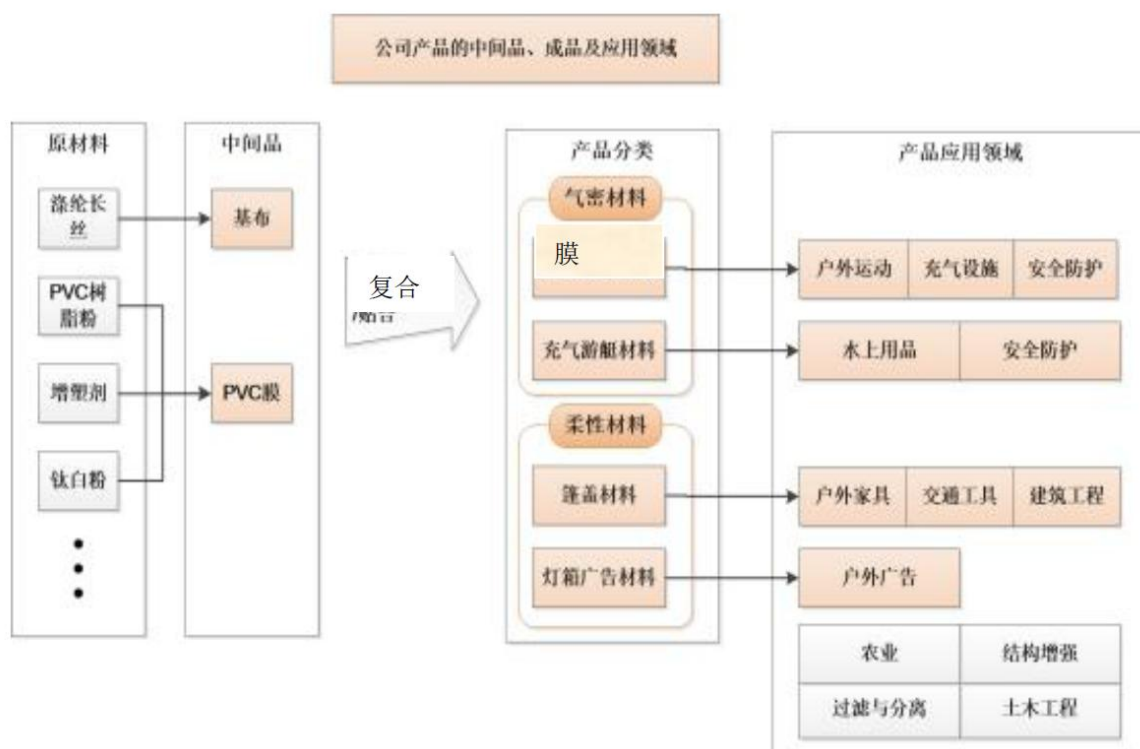 公司产品的中间品、成品及应用领域
原材料
中间品
产品分类
产品应用领域
涤纶长
丝
基布
PVC树
脂粉
增塑剂
PVC膜
钛白粉
复合
气密材料
膜
户外运动
充气设施
安全防护
充气游艇材料
水上用品
安全防护
柔性材料
篷盖材料
户外家具
交通工具
建筑工程
灯箱广告材料
户外广告
农业
结构增强
过滤与分离
土木工程